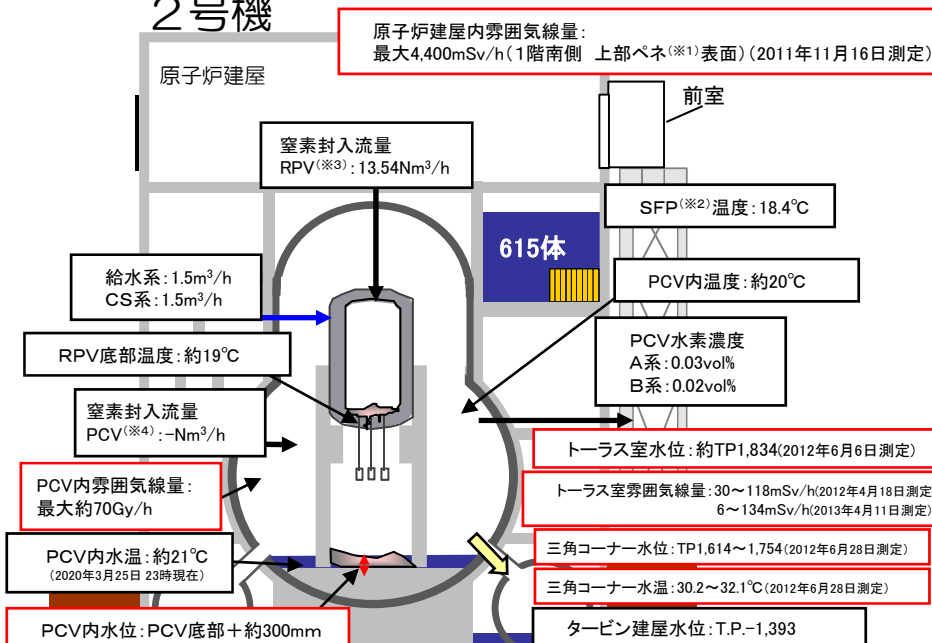 2号機
原子炉建屋内雰囲気線量:
最大4,400mSv/h(1階南側 上部ペネ(※1)表面)(2011年11月16日測定)
原子炉建屋
前室
窒素封入流量
RPV(※3):13.54Nm3/h
SFP(※2)温度:18.4℃
615体
給水系:1.5m3/h
CS系:1.5m3/h
PCV内温度:約20℃
RPV底部温度:約19℃
PCV水素濃度
A系:0.03vol%
B系:0.02vol%
窒素封入流量
PCV(※4):-Nm3/h
トーラス室水位:約TP1,834(2012年6月6日測定)
PCV内雰囲気線量:
最大約70Gy/h
トーラス室雰囲気線量:30~118mSv/h(2012年4月18日測定
6~134mSv/h(2013年4月11日測定)
PCV内水温:約21℃
(2020年3月25日 23時現在)
三角コーナー水位:TP1,614~1,754(2012年6月28日測定)
三角コーナー水温:30.2~32.1℃(2012年6月28日測定)
PCV内水位:PCV底部+約300mm
タービン建屋水位:T.P.-1,393